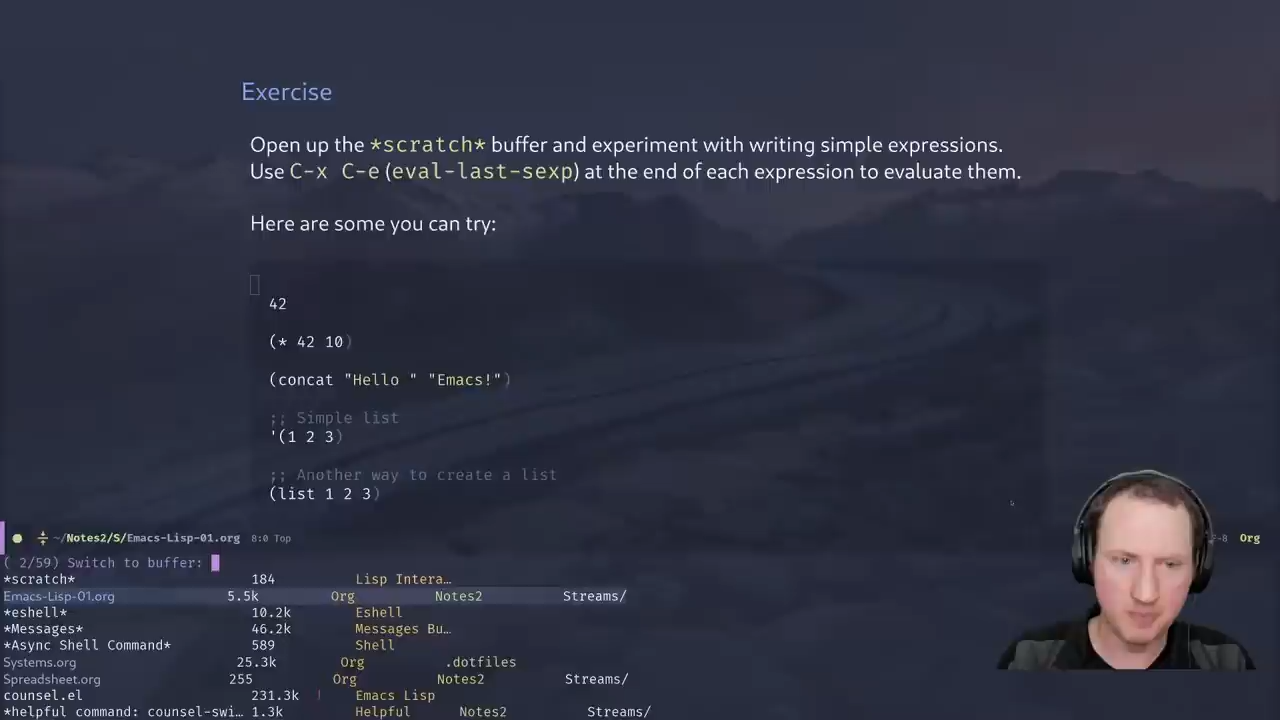 Exercise
Open up the *scratch* buffer and experiment with writing simple expressions.
Use C-x C-e (eval-last-sexp) at the end of each expression to evaluate them.
Here are some you can try:
42
(* 42 10)
(concat "Hello " "Emacs!")
;; Simple list
'(1 2 3)
;; Another way to create a list
(list 1 2 3)
~/Notes2/S/Emacs-Lisp-01.org 8:0 Top Org
( 2/59) Switch to buffer:
*scratch* 184 Lisp Intera…
Emacs-Lisp-01.org 5.5k Org Notes2 Streams/
*eshell* 10.2k Eshell
*Messages* 46.2k Messages Bu…
*Async Shell Command* 589 Shell
Systems.org 25.3k Org .dotfiles
Spreadsheet.org 255 Org Notes2 Streams/
counsel.el 231.3k ! Emacs Lisp
*helpful command: counsel-swi… 1.3k Helpful Notes2 Streams/